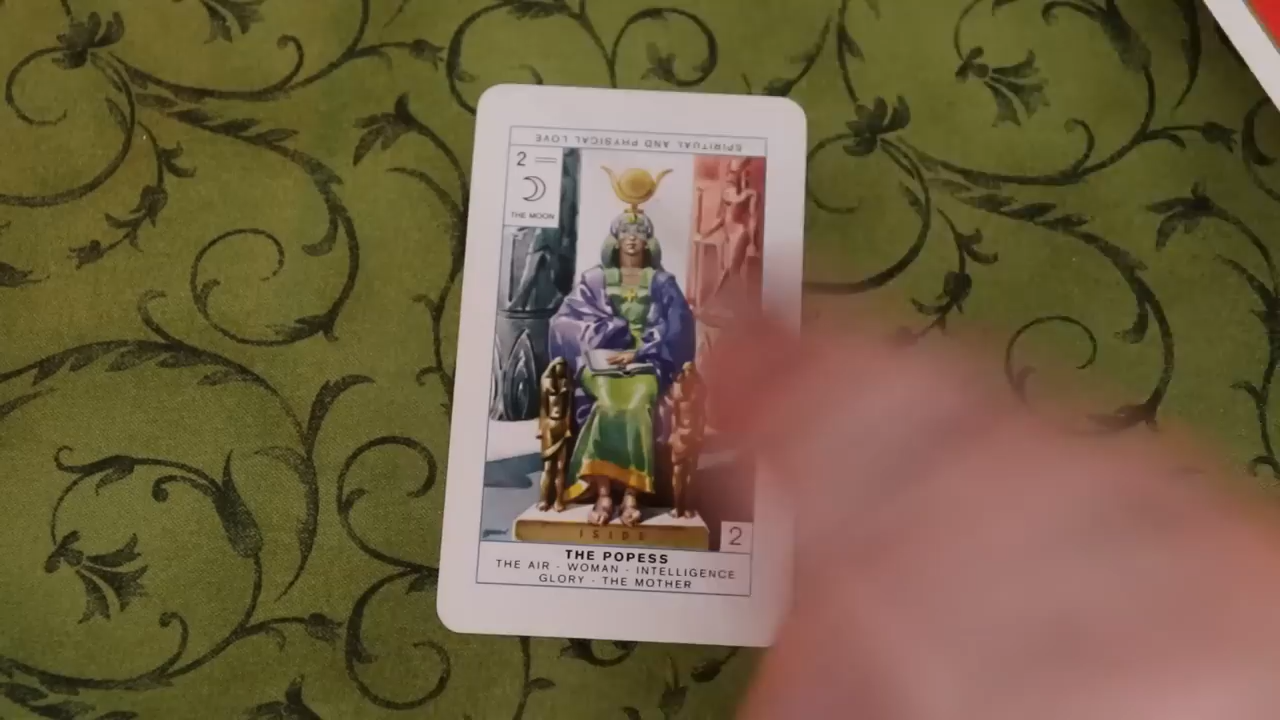 SPIRITUAL AND PHYSICAL LOVE
2
THE MOON
ISIDE
2
THE POPESS
THE AIR - WOMAN - INTELLIGENCE
GLORY - THE MOTHER